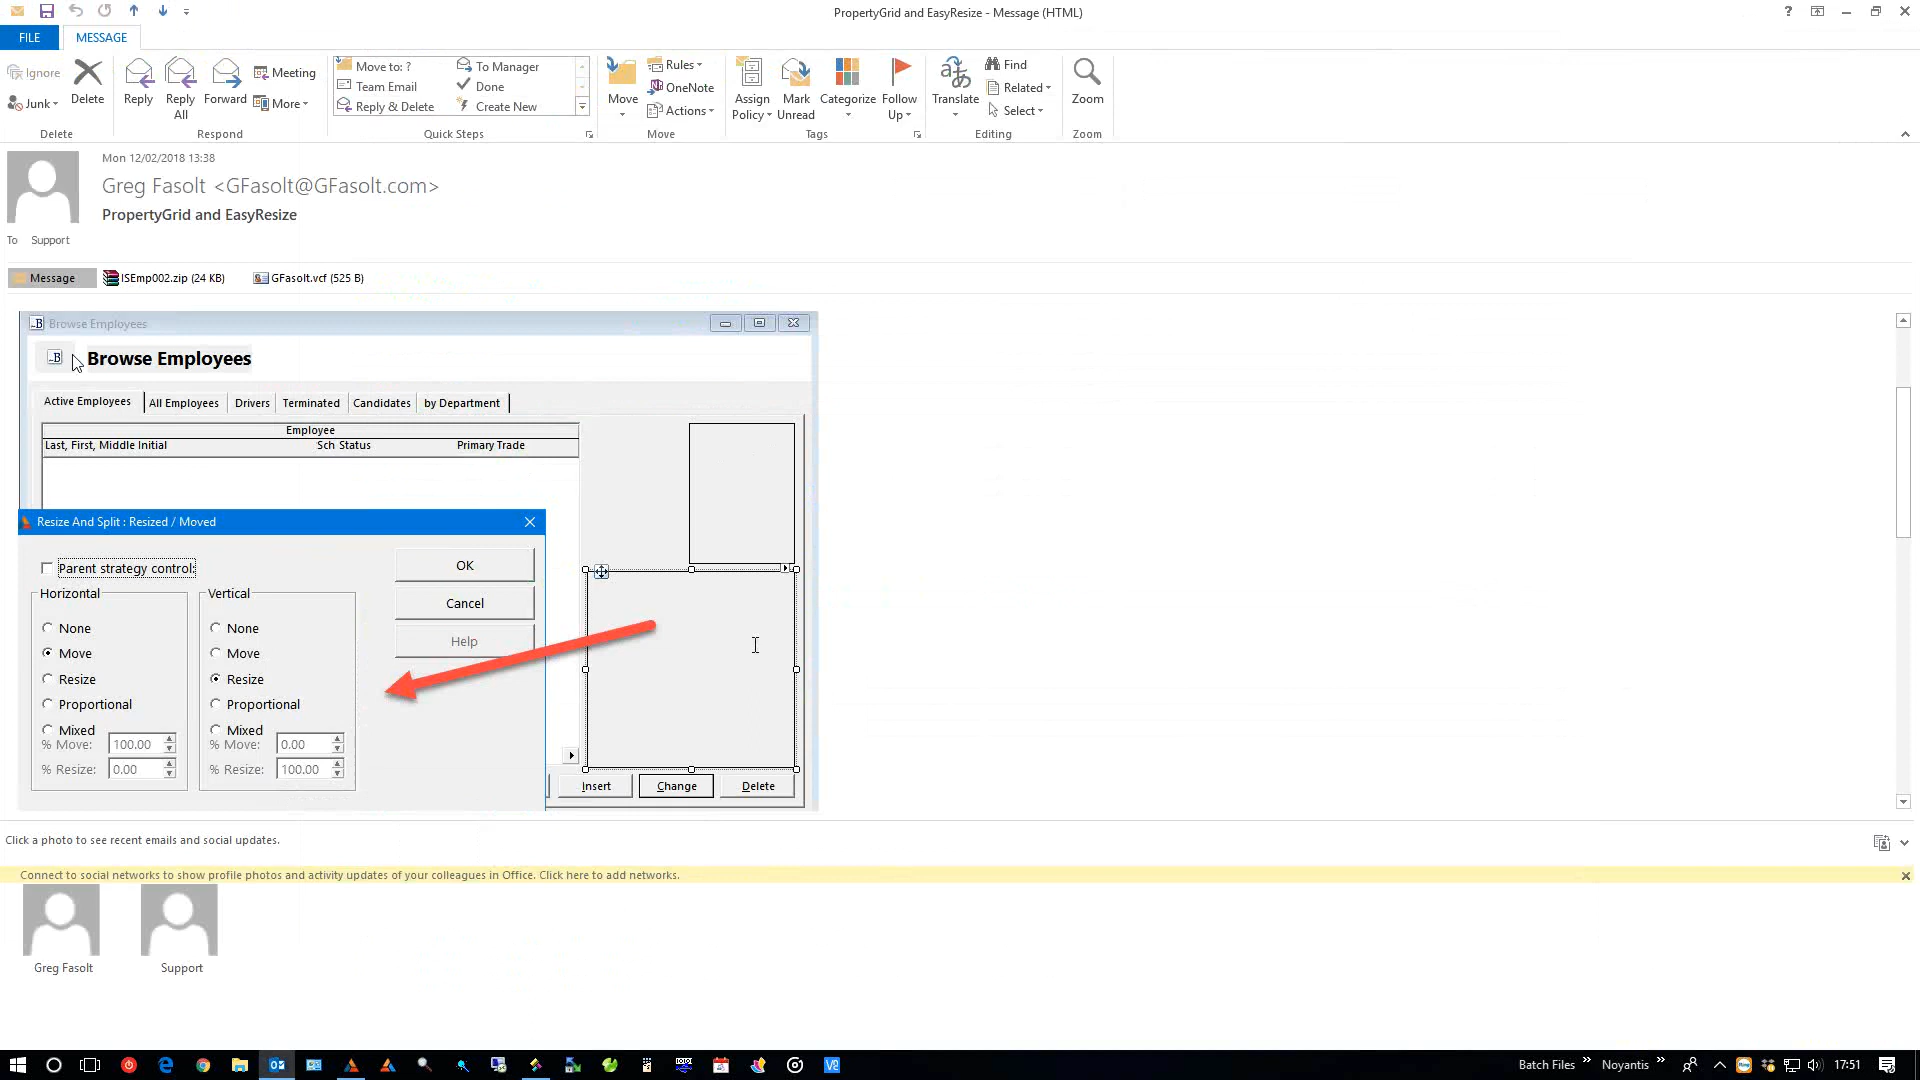 PropertyGrid and EasyResize - Message (HTML)
FILE MESSAGE
Ignore
Junk
Delete
Delete
Reply
Reply All
Forward
Meeting
More
Respond
Move to: ?
Team Email
Reply & Delete
To Manager
Done
Create New
Quick Steps
Move
Rules
OneNote
Actions
Move
Assign Policy
Mark Unread
Categorize
Follow Up
Tags
Translate
Find
Related
Select
Editing
Zoom
Zoom
Mon 12/02/2018 13:38
Greg Fasolt <GFasolt@GFasolt.com>
PropertyGrid and EasyResize
To Support
Message ISEmp002.zip (24 KB) GFasolt.vcf (525 B)
Browse Employees
Browse Employees
Active Employees All Employees Drivers Terminated Candidates by Department
Employee
Last, First, Middle Initial Sch Status Primary Trade
Resize And Split : Resized / Moved
Parent strategy control:
OK
Cancel
Help
Horizontal
None
Move
Resize
Proportional
Mixed
% Move: 100.00
% Resize: 0.00
Vertical
None
Move
Resize
Proportional
Mixed
% Move: 0.00
% Resize: 100.00
Insert Change Delete
Click a photo to see recent emails and social updates.
Connect to social networks to show profile photos and activity updates of your colleagues in Office. Click here to add networks.
Greg Fasolt Support
Batch Files » Noyantis » 17:51